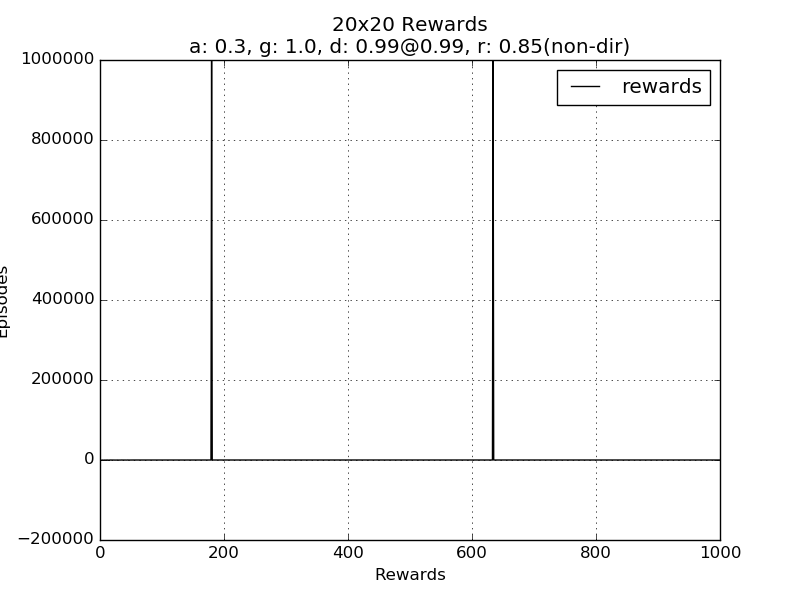 20x20 Rewards
a: 0.3, g: 1.0, d: 0.99@0.99, r: 0.85(non-dir)
1000000
800000
600000
400000
200000
0
−200000
Episodes
rewards
0 200 400 600 800 1000
Rewards